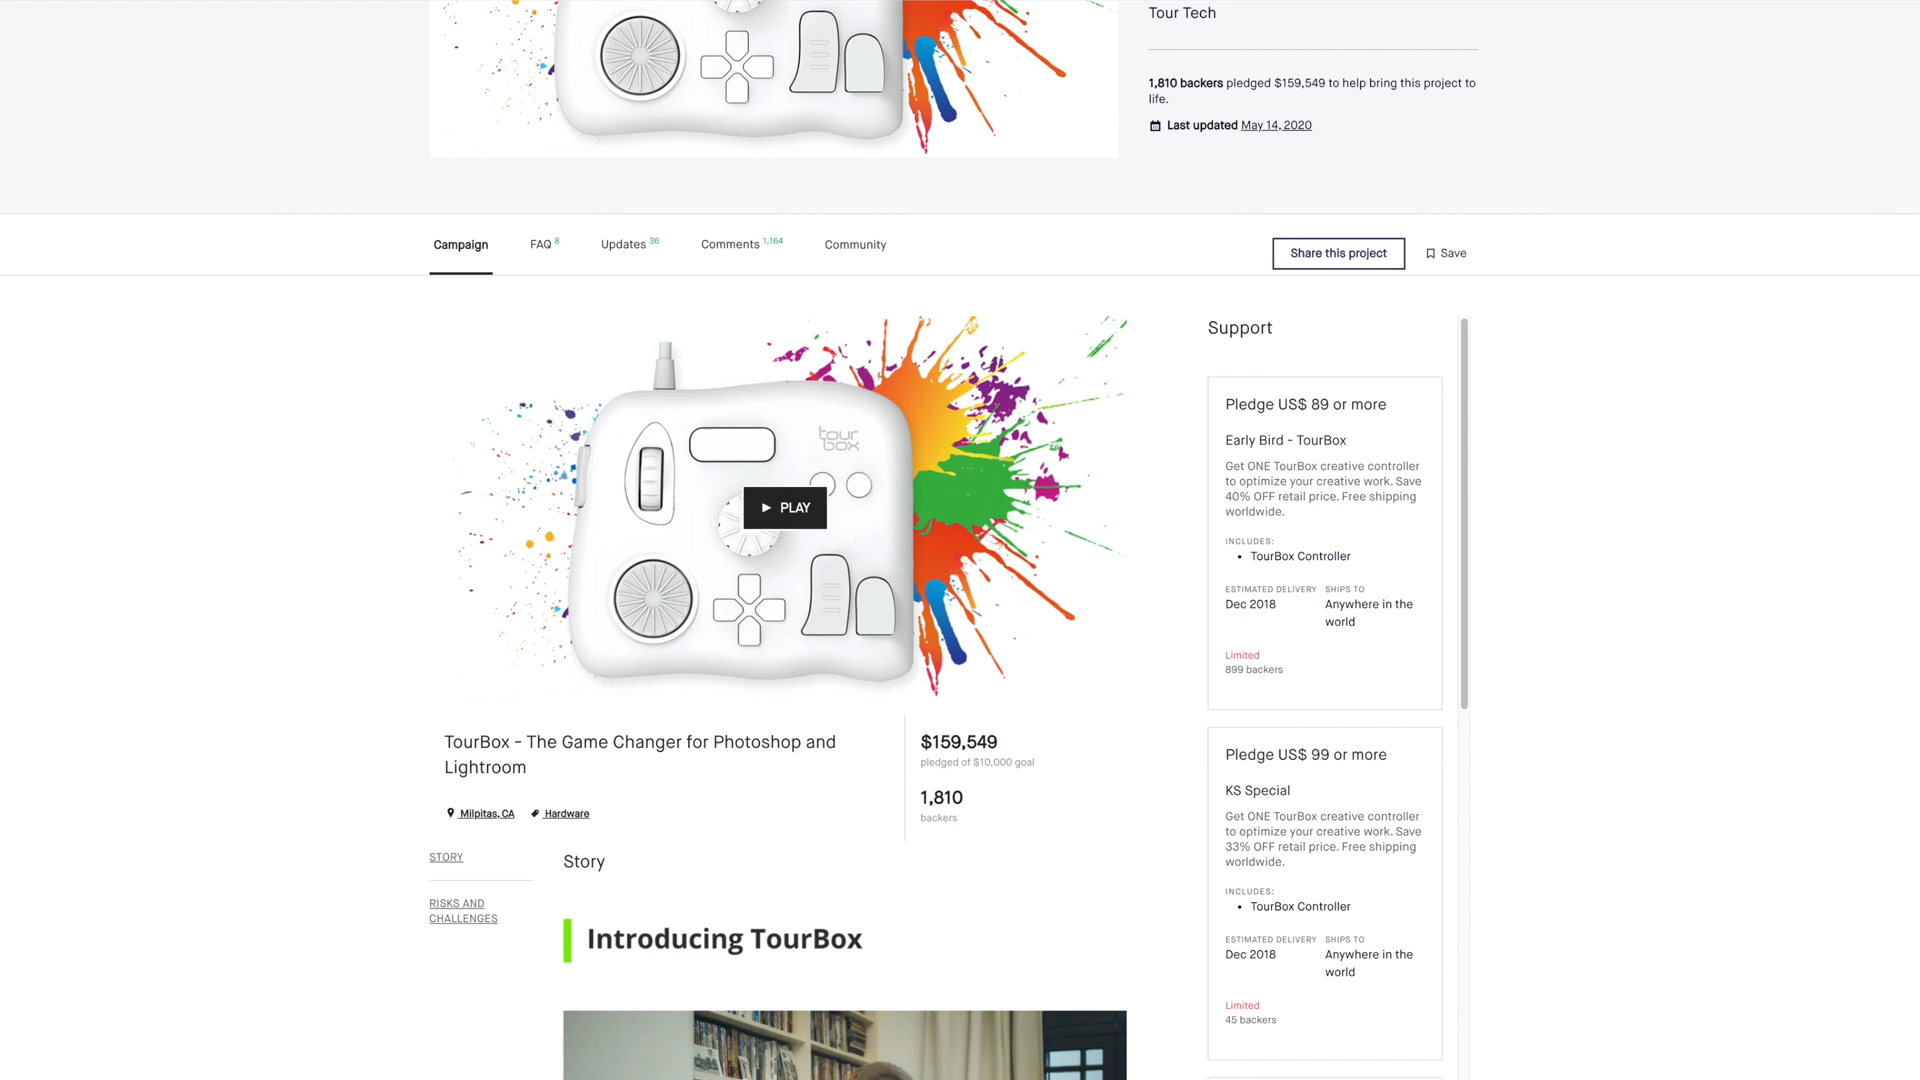 Tour Tech
1,810 backers pledged $159,549 to help bring this project to
life.
Last updated May 14, 2020
Campaign
FAQ 8
Updates 36
Comments 1,164
Community
Share this project
Save
tour
box
PLAY
TourBox - The Game Changer for Photoshop and
Lightroom
Milpitas, CA
Hardware
$159,549
pledged of $10,000 goal
1,810
backers
STORY
RISKS AND
CHALLENGES
Story
Introducing TourBox
Support
Pledge US$ 89 or more
Early Bird - TourBox
Get ONE TourBox creative controller
to optimize your creative work. Save
40% OFF retail price. Free shipping
worldwide.
INCLUDES:
• TourBox Controller
ESTIMATED DELIVERY
Dec 2018
SHIPS TO
Anywhere in the
world
Limited
899 backers
Pledge US$ 99 or more
KS Special
Get ONE TourBox creative controller
to optimize your creative work. Save
33% OFF retail price. Free shipping
worldwide.
INCLUDES:
• TourBox Controller
ESTIMATED DELIVERY
Dec 2018
SHIPS TO
Anywhere in the
world
Limited
45 backers